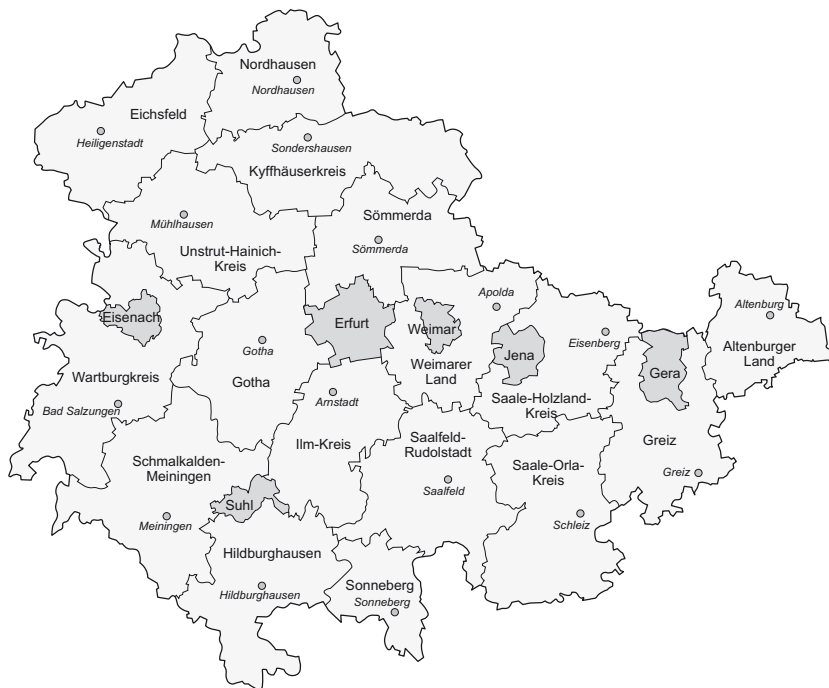 Nordhausen
Nordhausen
Eichsfeld
Heiligenstadt
Sondershausen
Kyffhäuserkreis
Mühlhausen
Unstrut-Hainich-
Kreis
Sömmerda
Sömmerda
Eisenach
Erfurt
Weimar
Apolda
Weimarer
Land
Jena
Eisenberg
Saale-Holzland-
Kreis
Gera
Altenburg
Altenburger
Land
Gotha
Gotha
Wartburgkreis
Bad Salzungen
Arnstadt
Ilm-Kreis
Saalfeld-
Rudolstadt
Saalfeld
Greiz
Greiz
Saale-Orla-
Kreis
Schleiz
Schmalkalden-
Meiningen
Meiningen
Suhl
Hildburghausen
Hildburghausen
Sonneberg
Sonneberg